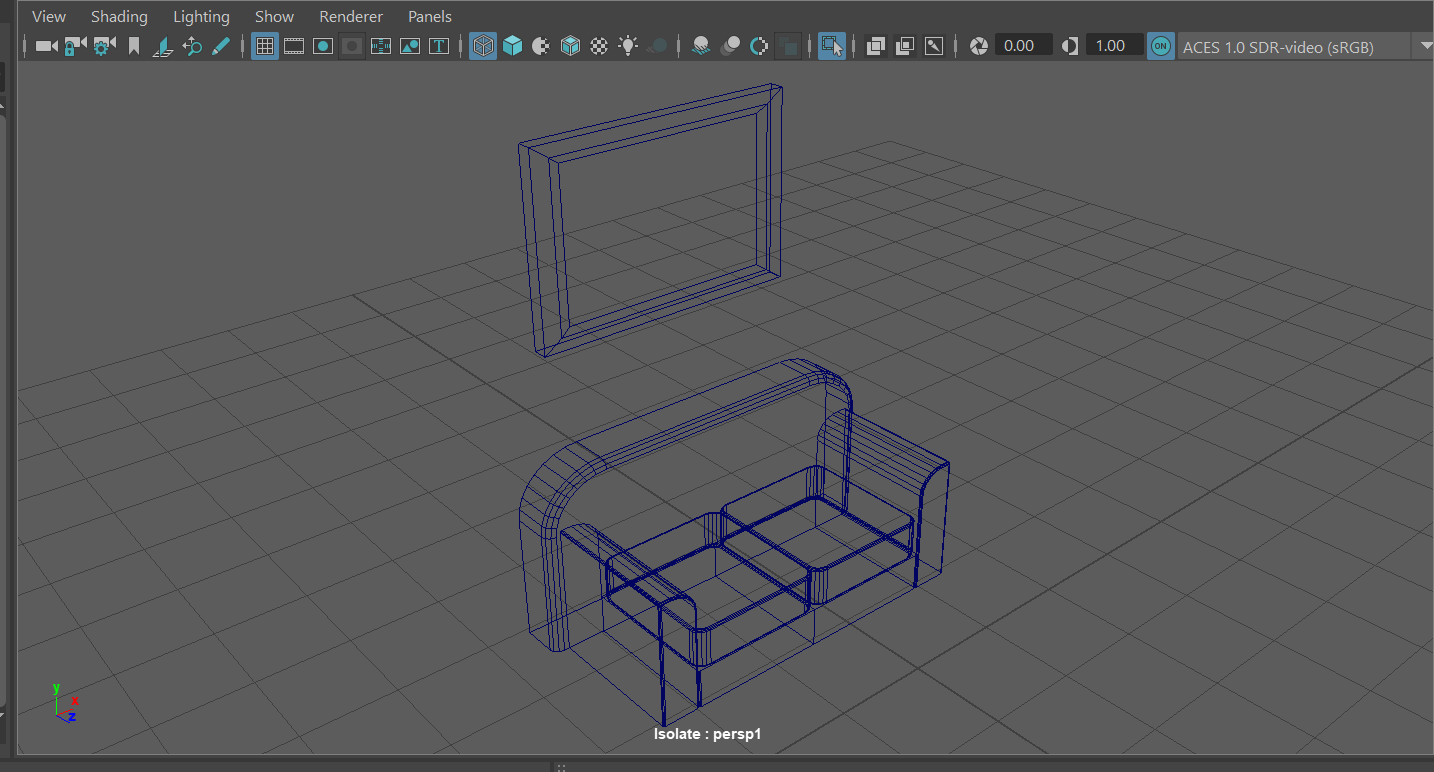 View Shading Lighting Show Renderer Panels
T 0.00 1.00 ON ACES 1.0 SDR-video (sRGB)
y
x
z
Isolate : persp1